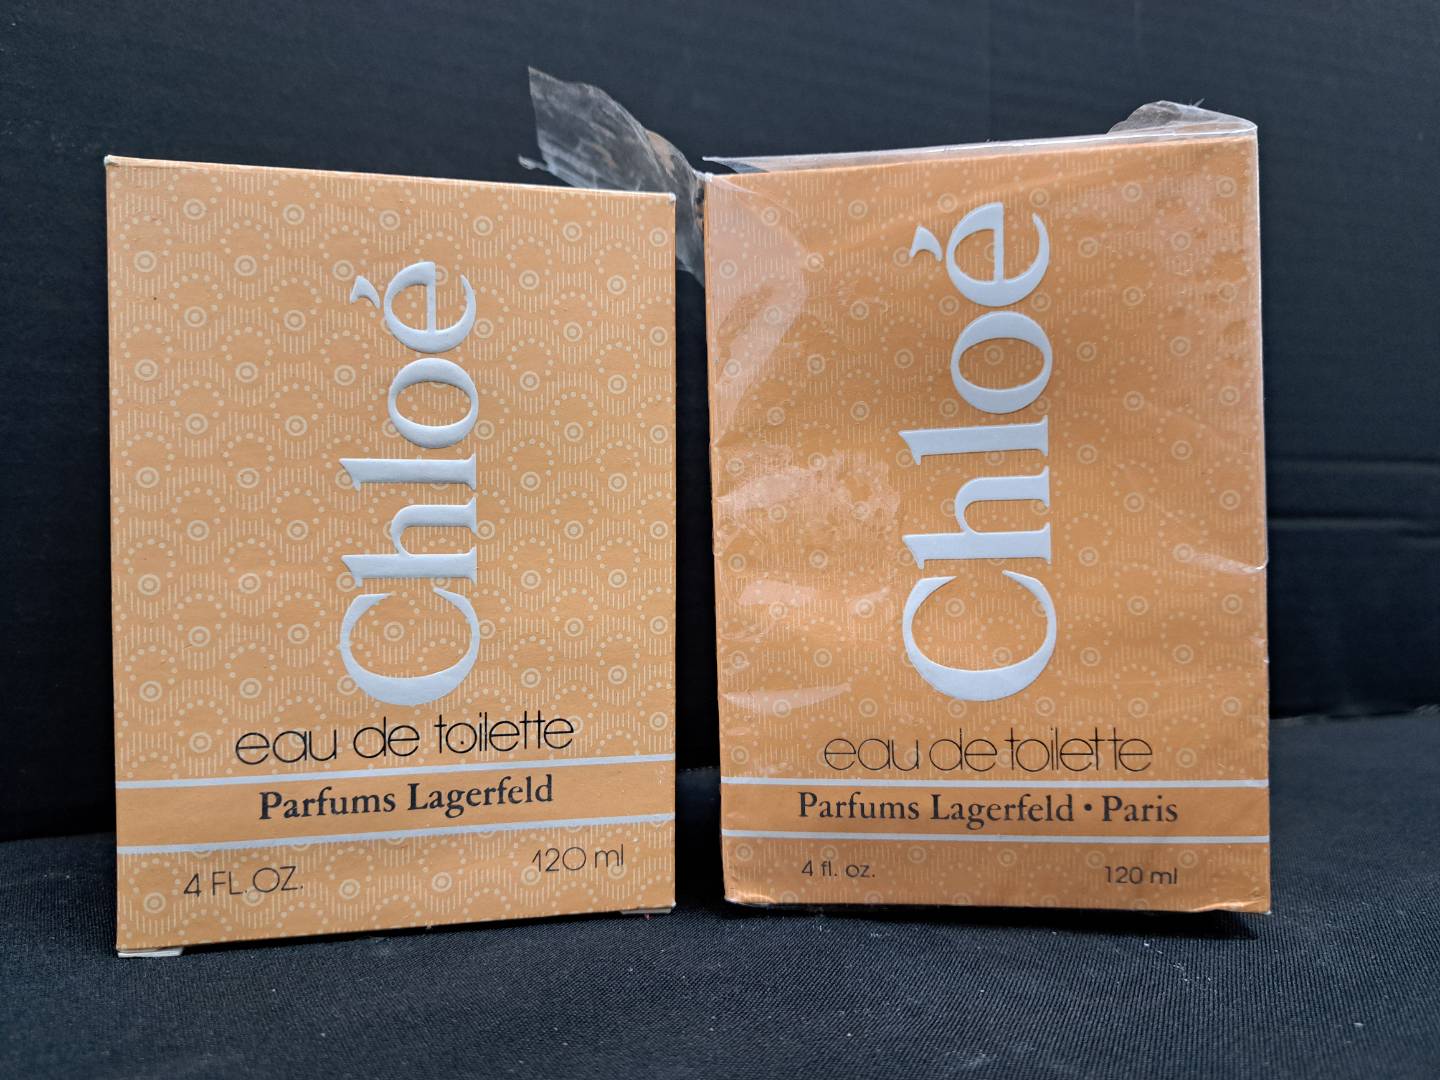 Chloé
eau de toilette
Parfums Lagerfeld
4 FL. OZ.
120 ml
Chloé
eau de toilette
Parfums Lagerfeld • Paris
4 fl. oz.
120 ml